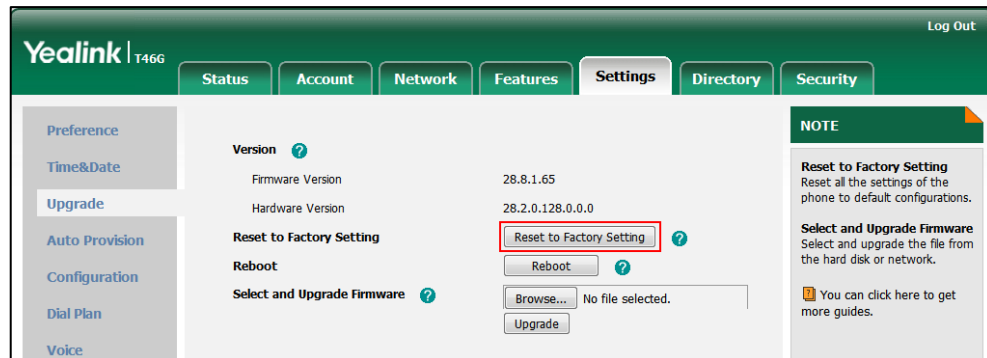 Log Out
Yealink T46G
Status Account Network Features Settings Directory Security
Preference
Time&Date
Upgrade
Auto Provision
Configuration
Dial Plan
Voice
Version ?
Firmware Version 28.8.1.65
Hardware Version 28.2.0.128.0.0.0
Reset to Factory Setting Reset to Factory Setting ?
Reboot Reboot ?
Select and Upgrade Firmware ? Browse... No file selected.
Upgrade
NOTE
Reset to Factory Setting
Reset all the settings of the
phone to default configurations.
Select and Upgrade Firmware
Select and upgrade the file from
the hard disk or network.
? You can click here to get
more guides.